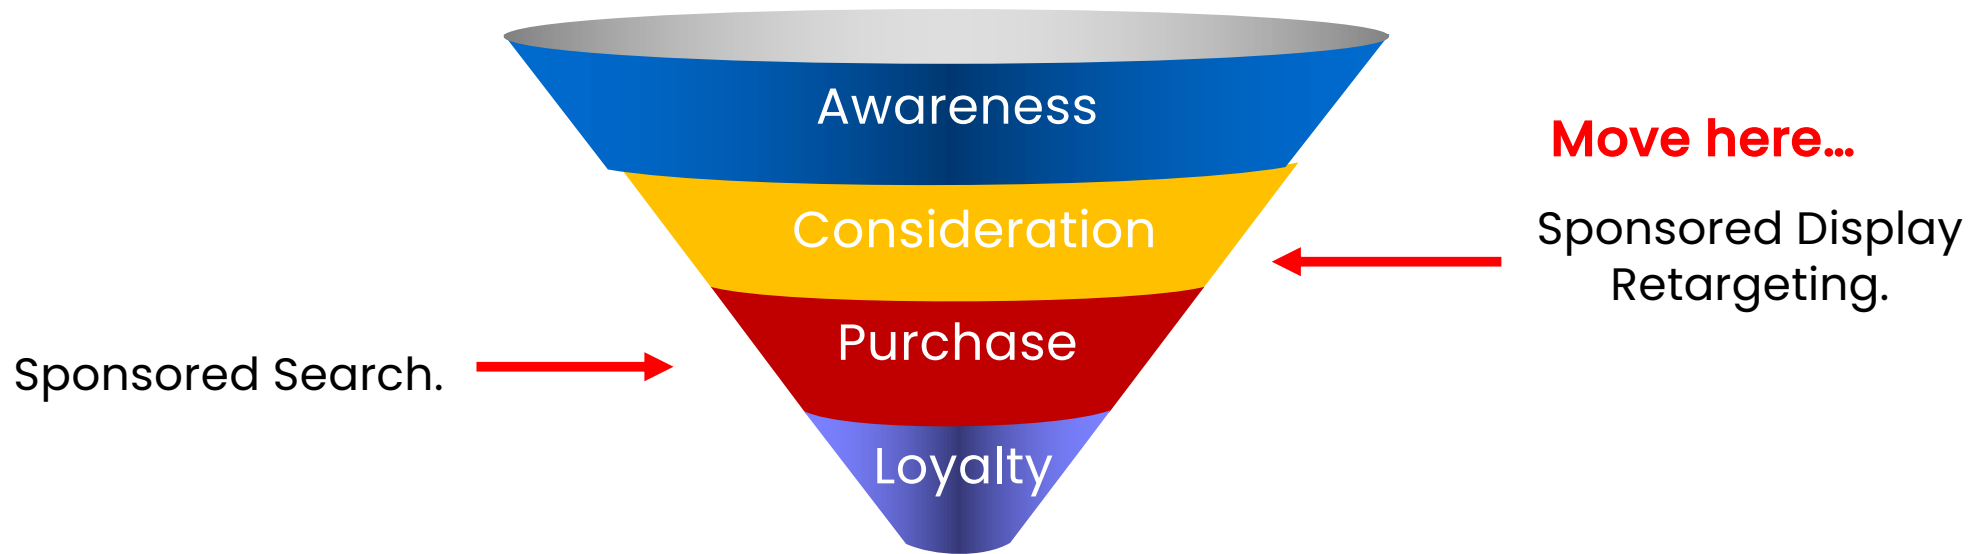 Awareness
Move here…
Consideration
Sponsored Display
Retargeting.
Purchase
Sponsored Search.
Loyalty